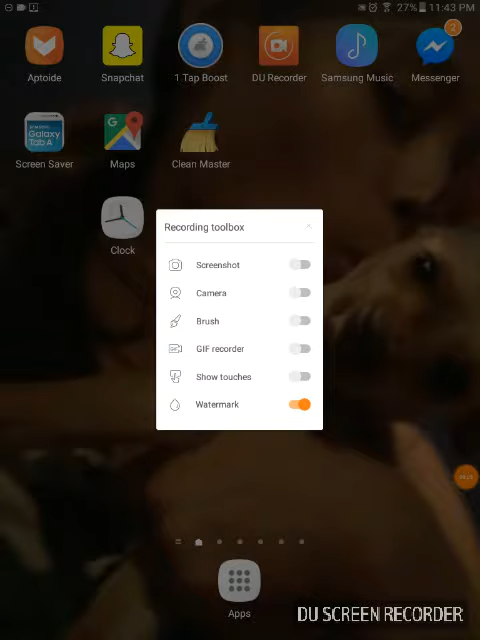 27% 11:43 PM
2
Aptoide Snapchat 1 Tap Boost DU Recorder Samsung Music Messenger
SAMSUNG
Galaxy
Tab A
G
Screen Saver Maps Clean Master
Clock
Recording toolbox
Screenshot
Camera
Brush
GIF recorder
Show touches
Watermark
Apps
DU SCREEN RECORDER